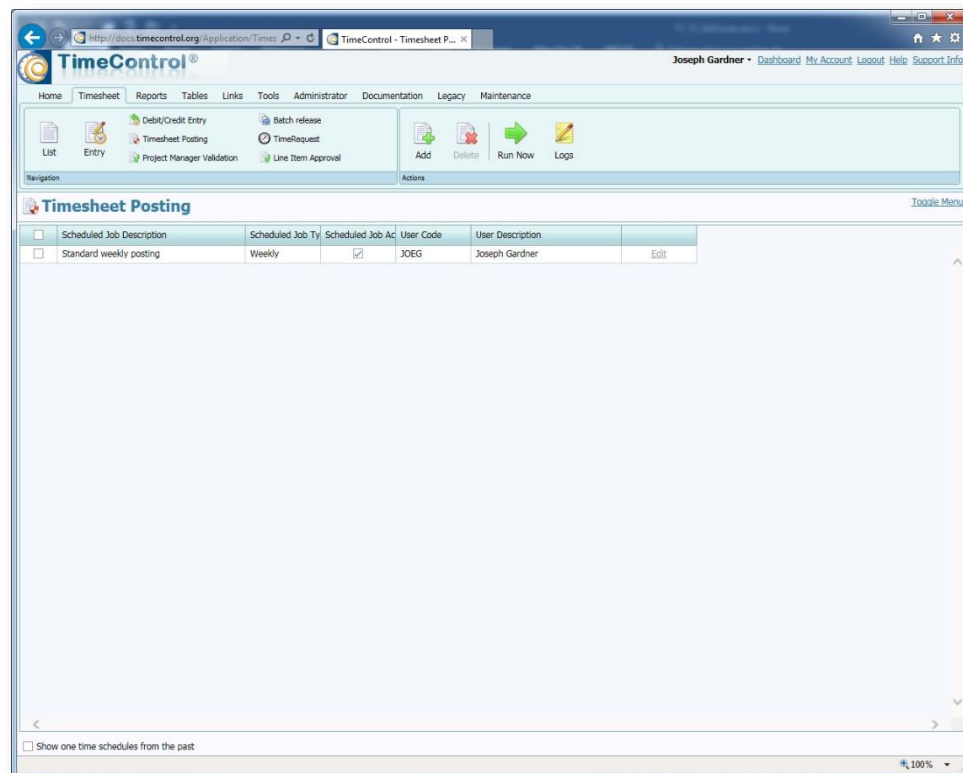 http://docs.timecontrol.org/Application/Times
TimeControl - Timesheet P...
TimeControl®
Joseph Gardner Dashboard My Account Logout Help Support Info
Home Timesheet Reports Tables Links Tools Administrator Documentation Legacy Maintenance
List Entry
Debit/Credit Entry Batch release
Timesheet Posting TimeRequest
Project Manager Validation Line Item Approval
Add Delete Run Now Logs
Navigation Actions
Timesheet Posting Toggle Menu
Scheduled Job Description Scheduled Job Ty Scheduled Job Ac User Code User Description
Standard weekly posting Weekly JOEG Joseph Gardner Edit
Show one time schedules from the past
100%